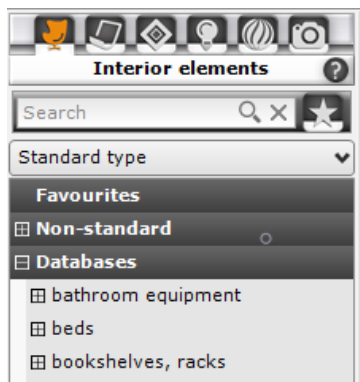 Interior elements
Search
Standard type
Favourites
Non-standard
Databases
bathroom equipment
beds
bookshelves, racks